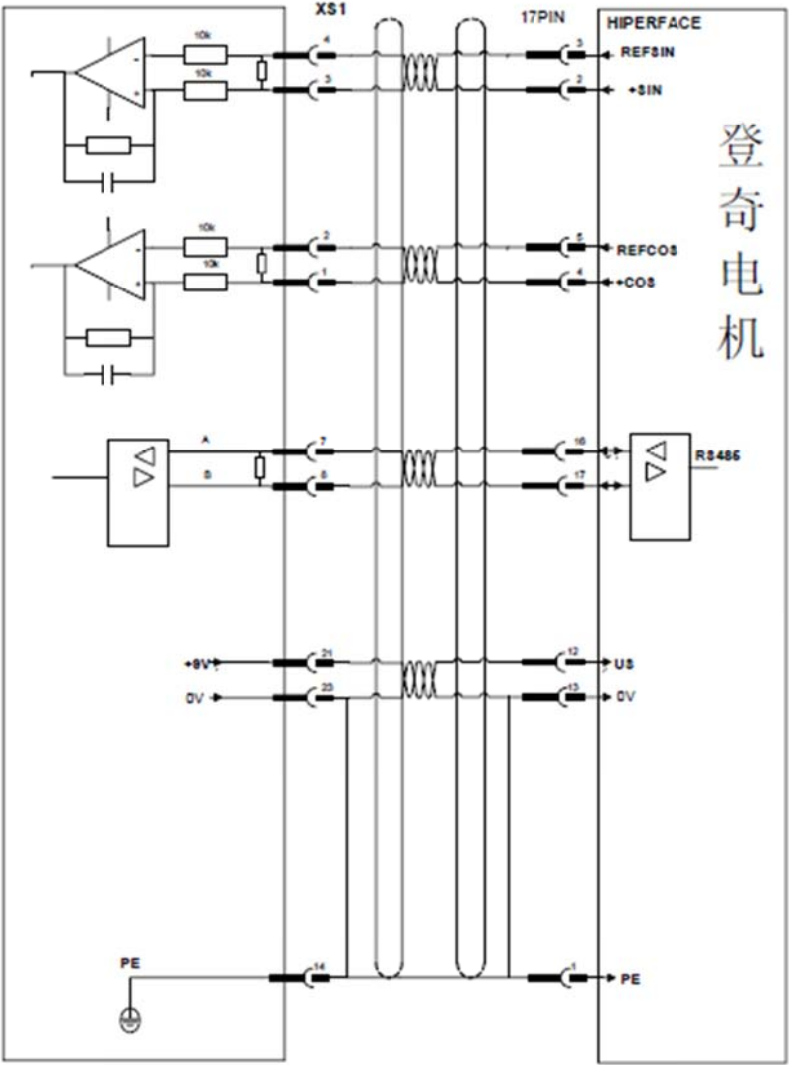 XS1
17PIN
HIPERFACE
10k
4
3
REFSIN
-
10k
3
2
+SIN
+
登
奇
电
机
10k
2
5
REFCOS
-
10k
1
4
+COS
+
A
7
16
RS485
B
8
17
+9V
21
12
US
0V
23
13
0V
PE
14
1
PE